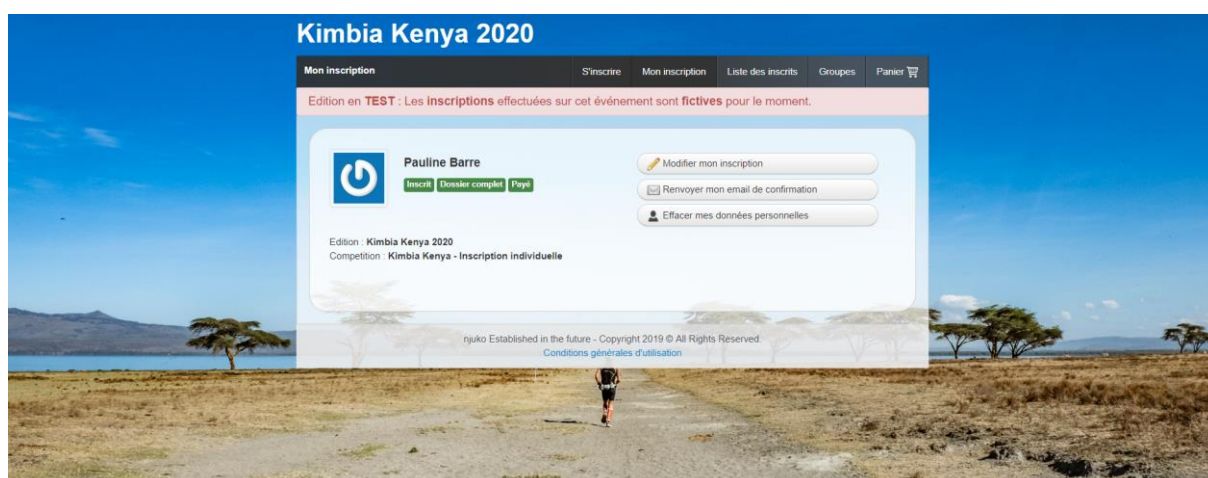 Kimbia Kenya 2020
Mon inscription
S'inscrire
Mon inscription
Liste des inscrits
Groupes
Panier
Edition en TEST : Les inscriptions effectuées sur cet événement sont fictives pour le moment.
Pauline Barre
Inscrit
Dossier complet
Payé
Modifier mon inscription
Renvoyer mon email de confirmation
Effacer mes données personnelles
Edition : Kimbia Kenya 2020
Competition : Kimbia Kenya - Inscription individuelle
njuko Established in the future - Copyright 2019 © All Rights Reserved.
Conditions générales d'utilisation